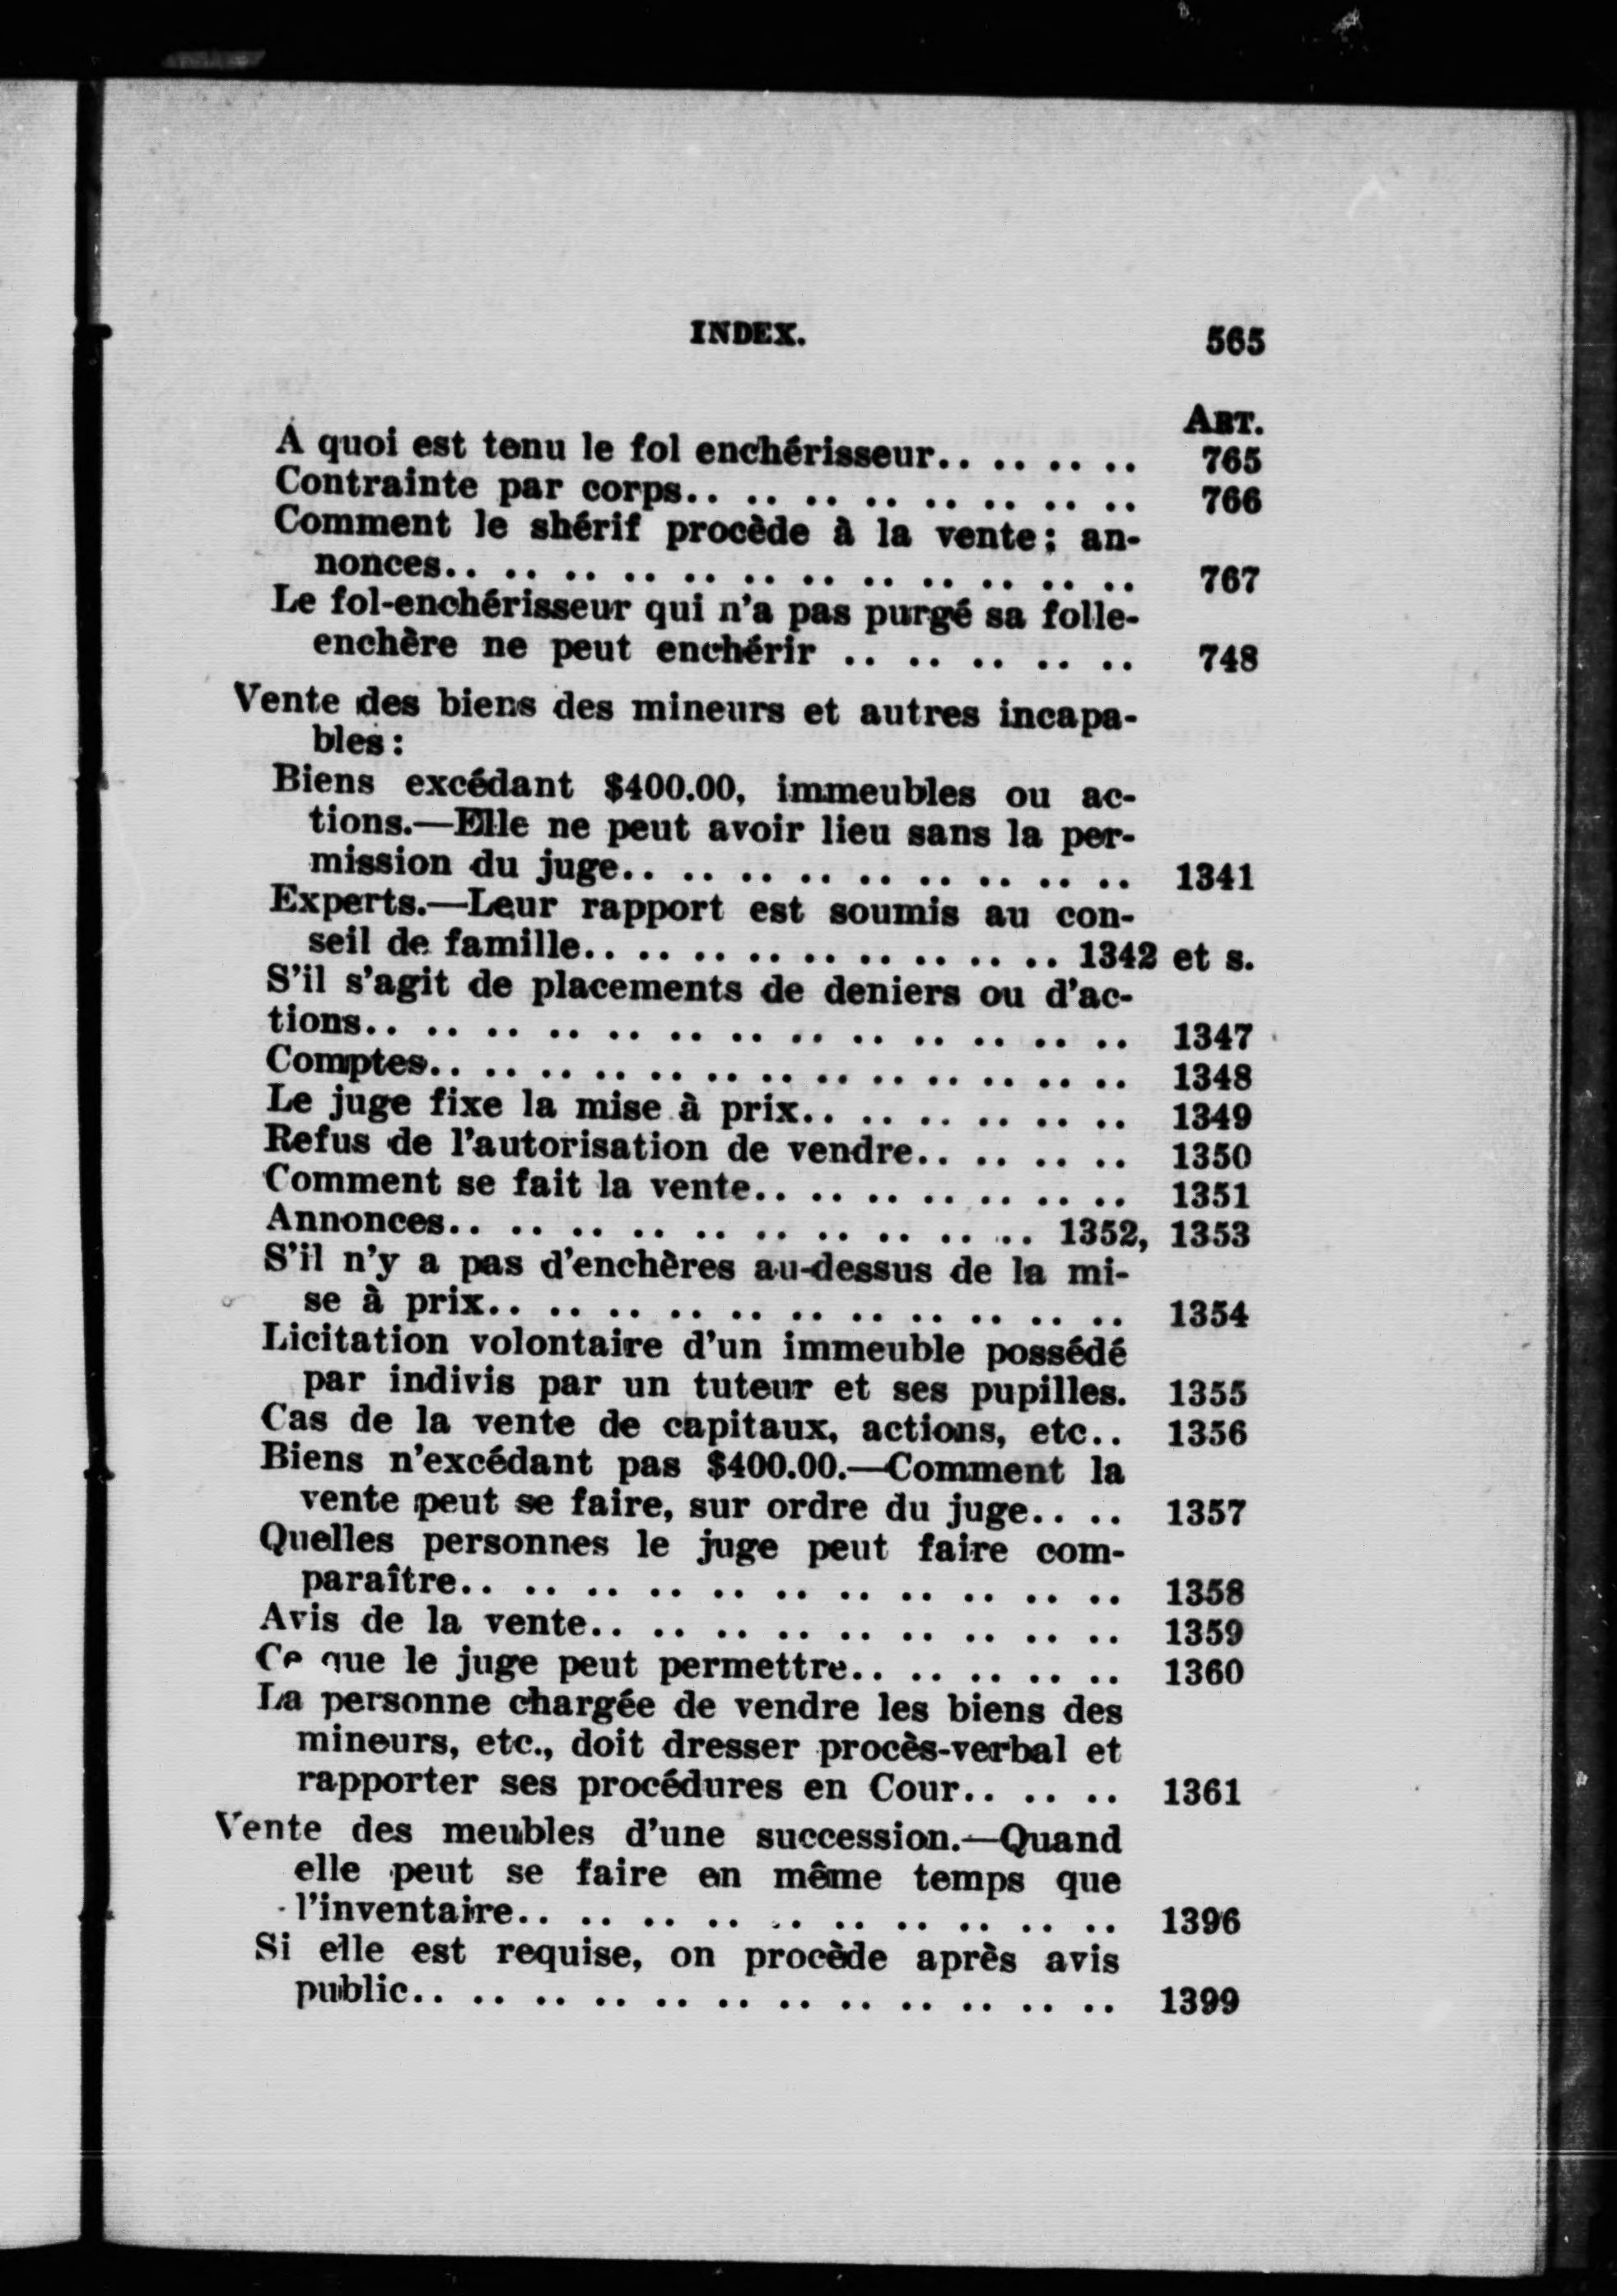 INDEX. 565
ART.
A quoi est tenu le fol enchérisseur.. .. .. .. 765
Contrainte par corps.. .. .. .. .. .. .. .. 766
Comment le shérif procède à la vente; an-
nonces.. .. .. .. .. .. .. .. .. .. .. .. 767
Le fol-enchérisseur qui n'a pas purgé sa folle-
enchère ne peut enchérir .. .. .. .. .. 748
Vente des biens des mineurs et autres incapa-
bles:
Biens excédant $400.00, immeubles ou ac-
tions.—Elle ne peut avoir lieu sans la per-
mission du juge.. .. .. .. .. .. .. .. .. 1341
Experts.—Leur rapport est soumis au con-
seil de famille.. .. .. .. .. .. .. .. .. 1342 et s.
S'il s'agit de placements de deniers ou d'ac-
tions.. .. .. .. .. .. .. .. .. .. .. .. .. 1347
Comptes.. .. .. .. .. .. .. .. .. .. .. .. .. 1348
Le juge fixe la mise à prix.. .. .. .. .. .. 1349
Refus de l'autorisation de vendre.. .. .. .. 1350
Comment se fait la vente.. .. .. .. .. .. .. 1351
Annonces.. .. .. .. .. .. .. .. .. .. 1352, 1353
S'il n'y a pas d'enchères au-dessus de la mi-
se à prix.. .. .. .. .. .. .. .. .. .. .. 1354
Licitation volontaire d'un immeuble possédé
par indivis par un tuteur et ses pupilles. 1355
Cas de la vente de capitaux, actions, etc.. 1356
Biens n'excédant pas $400.00.—Comment la
vente peut se faire, sur ordre du juge.. .. 1357
Quelles personnes le juge peut faire com-
paraître.. .. .. .. .. .. .. .. .. .. .. 1358
Avis de la vente.. .. .. .. .. .. .. .. .. 1359
Ce que le juge peut permettre.. .. .. .. .. 1360
La personne chargée de vendre les biens des
mineurs, etc., doit dresser procès-verbal et
rapporter ses procédures en Cour.. .. .. 1361
Vente des meubles d'une succession.—Quand
elle peut se faire en même temps que
l'inventaire.. .. .. .. .. .. .. .. .. .. 1396
Si elle est requise, on procède après avis
public.. .. .. .. .. .. .. .. .. .. .. .. 1399